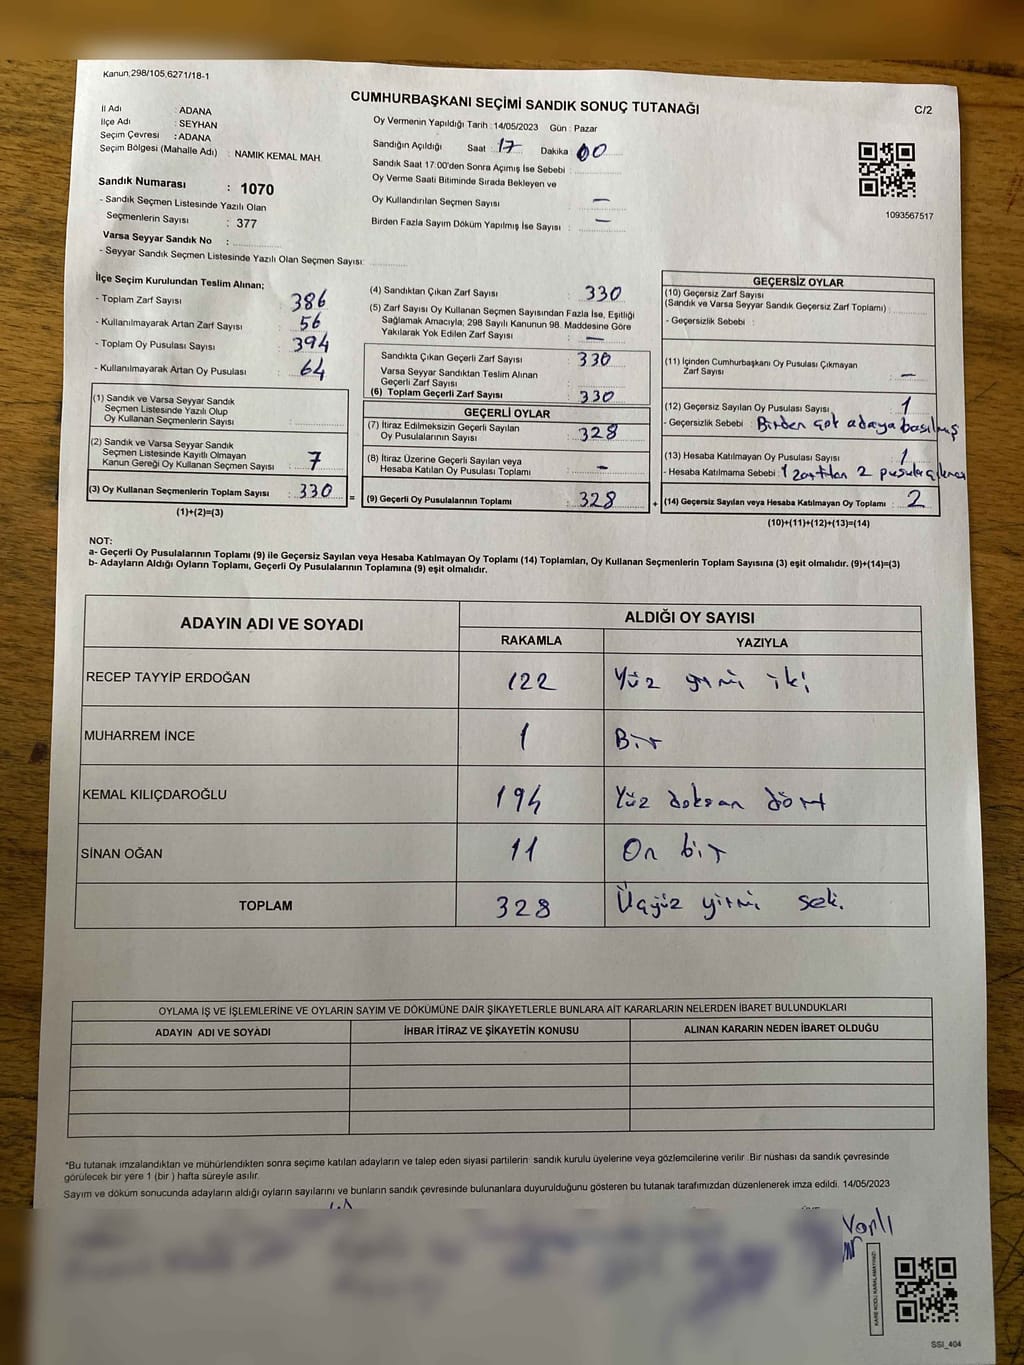 Kanun,298/105,6271/18-1
CUMHURBAŞKANI SEÇİMİ SANDIK SONUÇ TUTANAĞI
C/2
İl Adı : ADANA
İlçe Adı : SEYHAN
Seçim Çevresi : ADANA
Seçim Bölgesi (Mahalle Adı) : NAMIK KEMAL MAH.
Sandık Numarası : 1070
- Sandık Seçmen Listesinde Yazılı Olan
Seçmenlerin Sayısı : 377
Varsa Seyyar Sandık No :
- Seyyar Sandık Seçmen Listesinde Yazılı Olan Seçmen Sayısı:
Oy Vermenin Yapıldığı Tarih : 14/05/2023 Gün : Pazar
Sandığın Açıldığı Saat 17 Dakika 00
Sandık Saat 17:00'den Sonra Açımış İse Sebebi :
Oy Verme Saati Bitiminde Sırada Bekleyen ve
Oy Kullandırılan Seçmen Sayısı : —
Birden Fazla Sayım Döküm Yapılmış İse Sayısı : —
1093567517
İlçe Seçim Kurulundan Teslim Alınan;
- Toplam Zarf Sayısı : 386
- Kullanılmayarak Artan Zarf Sayısı : 56
- Toplam Oy Pusulası Sayısı : 394
- Kullanılmayarak Artan Oy Pusulası : 64
(1) Sandık ve Varsa Seyyar Sandık
Seçmen Listesinde Yazılı Olup
Oy Kullanan Seçmenlerin Sayısı :
(2) Sandık ve Varsa Seyyar Sandık
Seçmen Listesinde Kayıtlı Olmayan
Kanun Gereği Oy Kullanan Seçmen Sayısı : 7
(3) Oy Kullanan Seçmenlerin Toplam Sayısı : 330 =
(1)+(2)=(3)
(4) Sandıktan Çıkan Zarf Sayısı : 330
(5) Zarf Sayısı Oy Kullanan Seçmen Sayısından Fazla İse, Eşitliği
Sağlamak Amacıyla, 298 Sayılı Kanunun 98. Maddesine Göre
Yakılarak Yok Edilen Zarf Sayısı : —
Sandıkta Çıkan Geçerli Zarf Sayısı : 330
Varsa Seyyar Sandıktan Teslim Alınan
Geçerli Zarf Sayısı :
(6) Toplam Geçerli Zarf Sayısı : 330
GEÇERLİ OYLAR
(7) İtiraz Edilmeksizin Geçerli Sayılan
Oy Pusulalarının Sayısı : 328
(8) İtiraz Üzerine Geçerli Sayılan veya
Hesaba Katılan Oy Pusulası Toplamı : —
(9) Geçerli Oy Pusulalarının Toplamı : 328 +
GEÇERSİZ OYLAR
(10) Geçersiz Zarf Sayısı
(Sandık ve Varsa Seyyar Sandık Geçersiz Zarf Toplamı) :
- Geçersizlik Sebebi :
(11) İçinden Cumhurbaşkanı Oy Pusulası Çıkmayan
Zarf Sayısı : —
(12) Geçersiz Sayılan Oy Pusulası Sayısı : 1
- Geçersizlik Sebebi : Birden çok adaya basılmış
(13) Hesaba Katılmayan Oy Pusulası Sayısı : 1
- Hesaba Katılmama Sebebi : 1 zarftan 2 pusula
(14) Geçersiz Sayılan veya Hesaba Katılmayan Oy Toplamı : 2
(10)+(11)+(12)+(13)=(14)
NOT:
a- Geçerli Oy Pusulalarının Toplamı (9) ile Geçersiz Sayılan veya Hesaba Katılmayan Oy Toplamı (14) Toplamları, Oy Kullanan Seçmenlerin Toplam Sayısına (3) eşit olmalıdır. (9)+(14)=(3)
b- Adayların Aldığı Oyların Toplamı, Geçerli Oy Pusulalarının Toplamına (9) eşit olmalıdır.
ADAYIN ADI VE SOYADI
ALDIĞI OY SAYISI
RAKAMLA YAZIYLA
RECEP TAYYİP ERDOĞAN 122 Yüz yirmi iki
MUHARREM İNCE 1 Bir
KEMAL KILIÇDAROĞLU 194 Yüz doksan dört
SİNAN OĞAN 11 On bir
TOPLAM 328 Üçyüz yirmi sek.
OYLAMA İŞ VE İŞLEMLERİNE VE OYLARIN SAYIM VE DÖKÜMÜNE DAİR ŞİKAYETLERLE BUNLARA AİT KARARLARIN NELERDEN İBARET BULUNDUKLARI
ADAYIN ADI VE SOYADI İHBAR İTİRAZ VE ŞİKAYETİN KONUSU ALINAN KARARIN NEDEN İBARET OLDUĞU
*Bu tutanak imzalandıktan ve mühürlendikten sonra seçime katılan adayların ve talep eden siyasi partilerin sandık kurulu üyelerine veya gözlemcilerine verilir .Bir nüshası da sandık çevresinde
görülecek bir yere 1 (bir ) hafta süreyle asılır.
Sayım ve döküm sonucunda adayların aldığı oyların sayılarını ve bunların sandık çevresinde bulunanlara duyurulduğunu gösteren bu tutanak tarafımızdan düzenlenerek imza edildi. 14/05/2023
KARE KODU KARALAMAYINIZ!
SSI_404